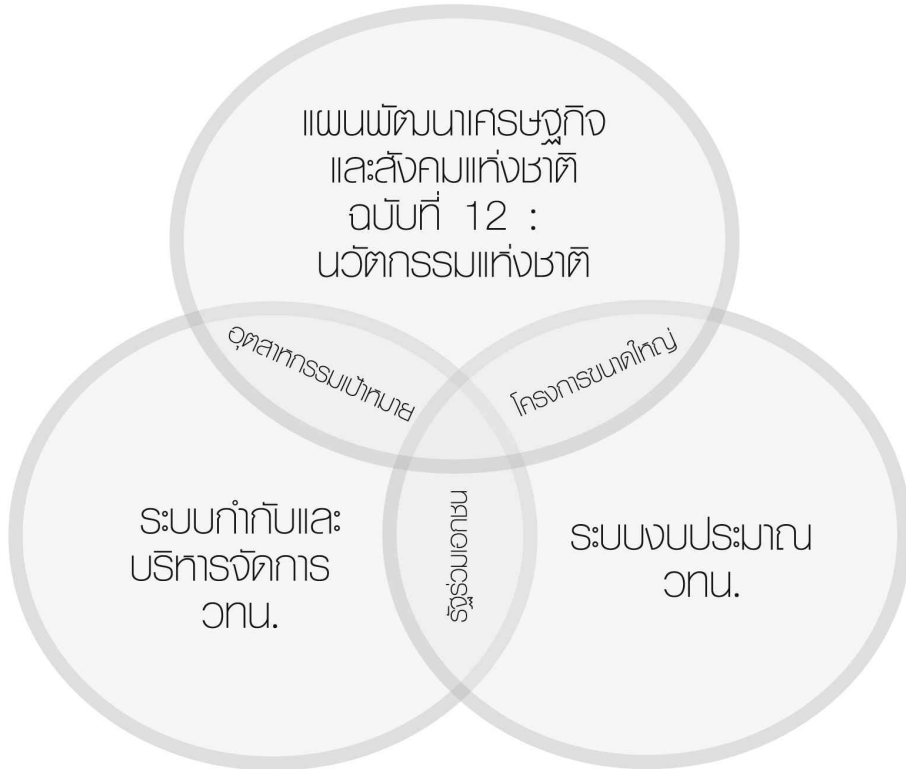 แผนพัฒนาเศรษฐกิจ
และสังคมแห่งชาติ
ฉบับที่ 12 :
นวัตกรรมแห่งชาติ
อุตสาหกรรมเป้าหมาย
โครงการขนาดใหญ่
ระบบกำกับและ
บริหารจัดการ
วทน.
รัฐร่วมเอกชน
ระบบงบประมาณ
วทน.